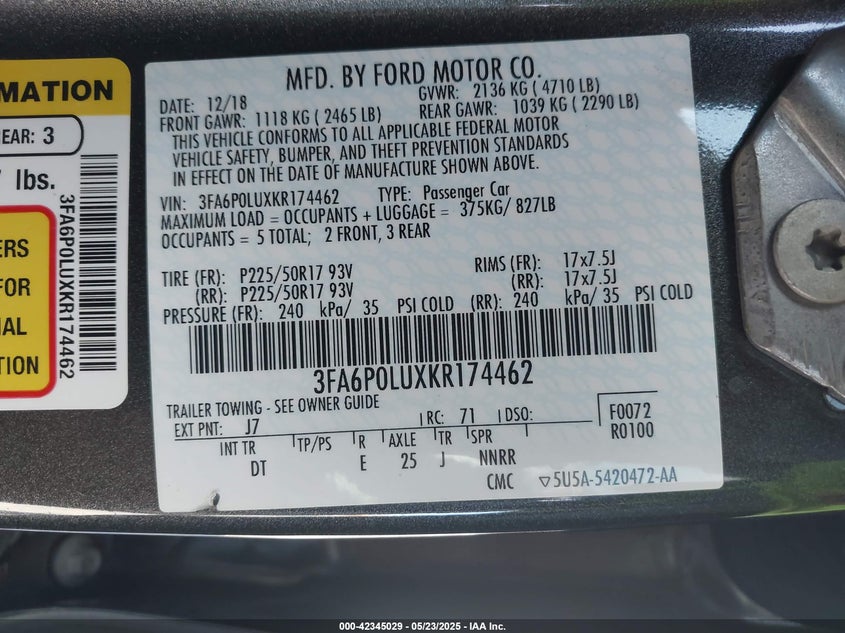 MATION
EAR: 3
lbs.
3FA6P0LUXKR174462
ERS
FOR
IAL
TION
MFD. BY FORD MOTOR CO.
DATE: 12/18 GVWR: 2136 KG ( 4710 LB)
FRONT GAWR: 1118 KG ( 2465 LB) REAR GAWR: 1039 KG ( 2290 LB)
THIS VEHICLE CONFORMS TO ALL APPLICABLE FEDERAL MOTOR
VEHICLE SAFETY, BUMPER, AND THEFT PREVENTION STANDARDS
IN EFFECT ON THE DATE OF MANUFACTURE SHOWN ABOVE.
VIN: 3FA6P0LUXKR174462 TYPE: Passenger Car
MAXIMUM LOAD = OCCUPANTS + LUGGAGE = 375KG/ 827LB
OCCUPANTS = 5 TOTAL; 2 FRONT, 3 REAR
TIRE (FR): P225/50R17 93V RIMS (FR): 17x7.5J
(RR): P225/50R17 93V (RR): 17x7.5J
PRESSURE (FR): 240 kPa/ 35 PSI COLD (RR): 240 kPa/ 35 PSI COLD
3FA6P0LUXKR174462
TRAILER TOWING - SEE OWNER GUIDE
EXT PNT: J7 RC: 71 DSO: F0072
R0100
INT TR TP/PS R AXLE TR SPR
DT E 25 J NNRR
CMC ▽5U5A-5420472-AA
000-42345029 - 05/23/2025 - IAA Inc.